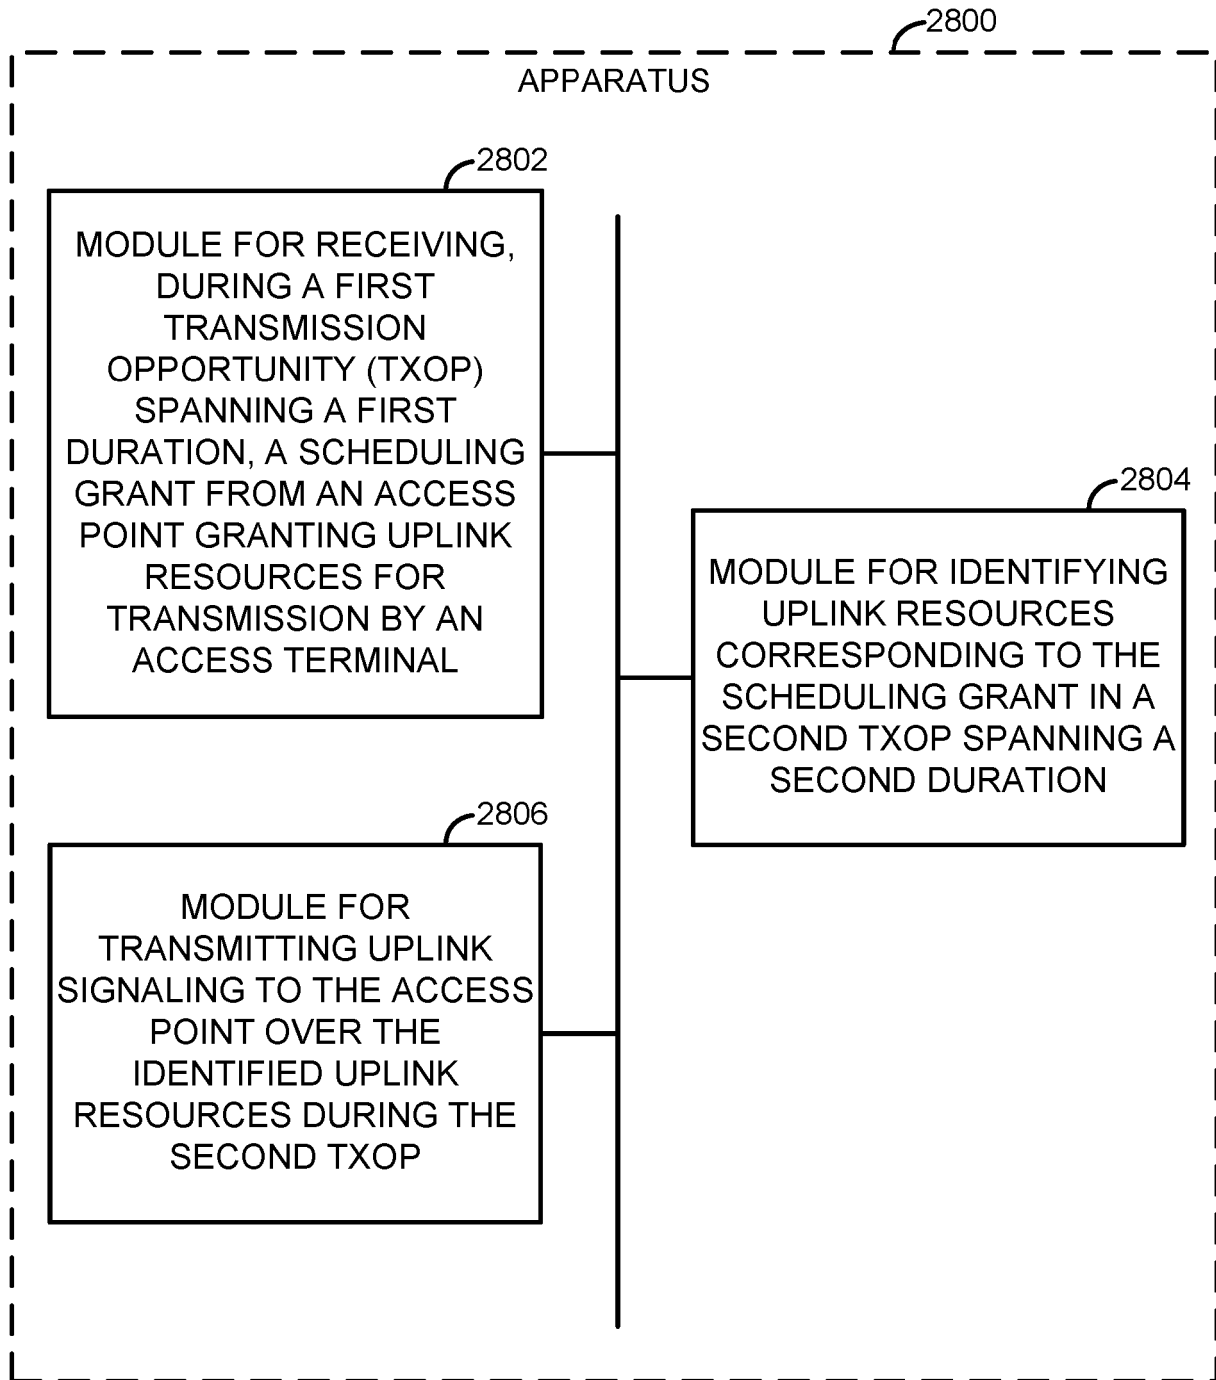 2800
APPARATUS
2802
MODULE FOR RECEIVING,
DURING A FIRST
TRANSMISSION
OPPORTUNITY (TXOP)
SPANNING A FIRST
DURATION, A SCHEDULING
GRANT FROM AN ACCESS
POINT GRANTING UPLINK
RESOURCES FOR
TRANSMISSION BY AN
ACCESS TERMINAL
2804
MODULE FOR IDENTIFYING
UPLINK RESOURCES
CORRESPONDING TO THE
SCHEDULING GRANT IN A
SECOND TXOP SPANNING A
SECOND DURATION
2806
MODULE FOR
TRANSMITTING UPLINK
SIGNALING TO THE ACCESS
POINT OVER THE
IDENTIFIED UPLINK
RESOURCES DURING THE
SECOND TXOP